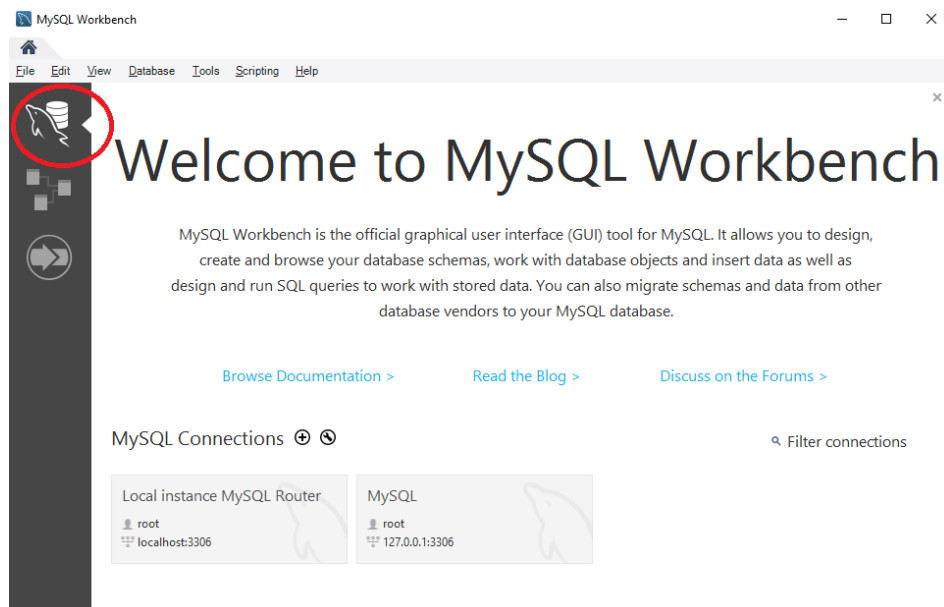 MySQL Workbench
File Edit View Database Tools Scripting Help
Welcome to MySQL Workbench
MySQL Workbench is the official graphical user interface (GUI) tool for MySQL. It allows you to design,
create and browse your database schemas, work with database objects and insert data as well as
design and run SQL queries to work with stored data. You can also migrate schemas and data from other
database vendors to your MySQL database.
Browse Documentation > Read the Blog > Discuss on the Forums >
MySQL Connections Filter connections
Local instance MySQL Router
root
localhost:3306
MySQL
root
127.0.0.1:3306